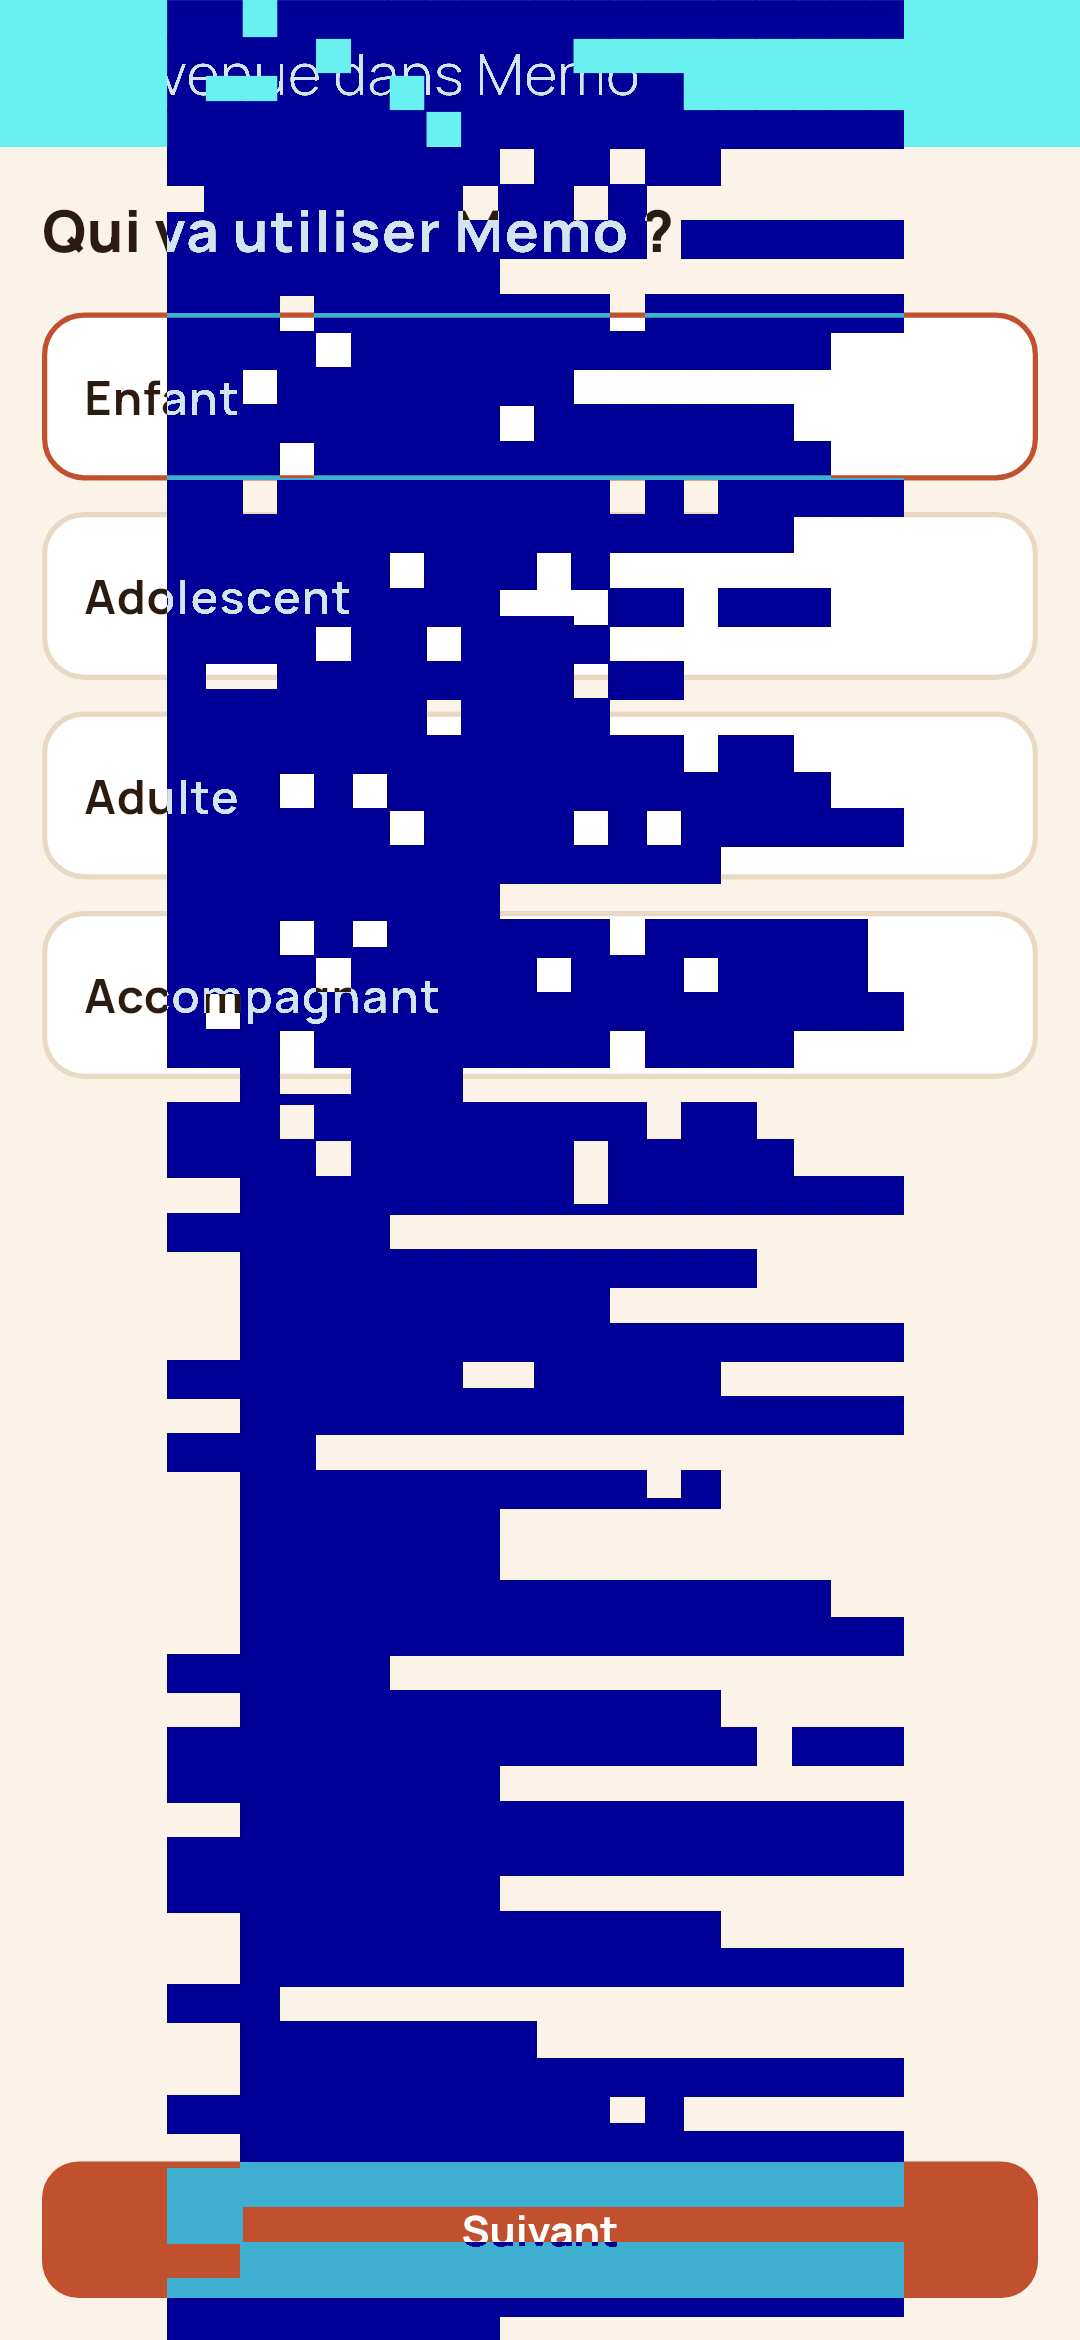 venue dans Memo
Qui va utiliser Memo ?
Enfant
Adolescent
Adulte
Accompagnant
Suivant